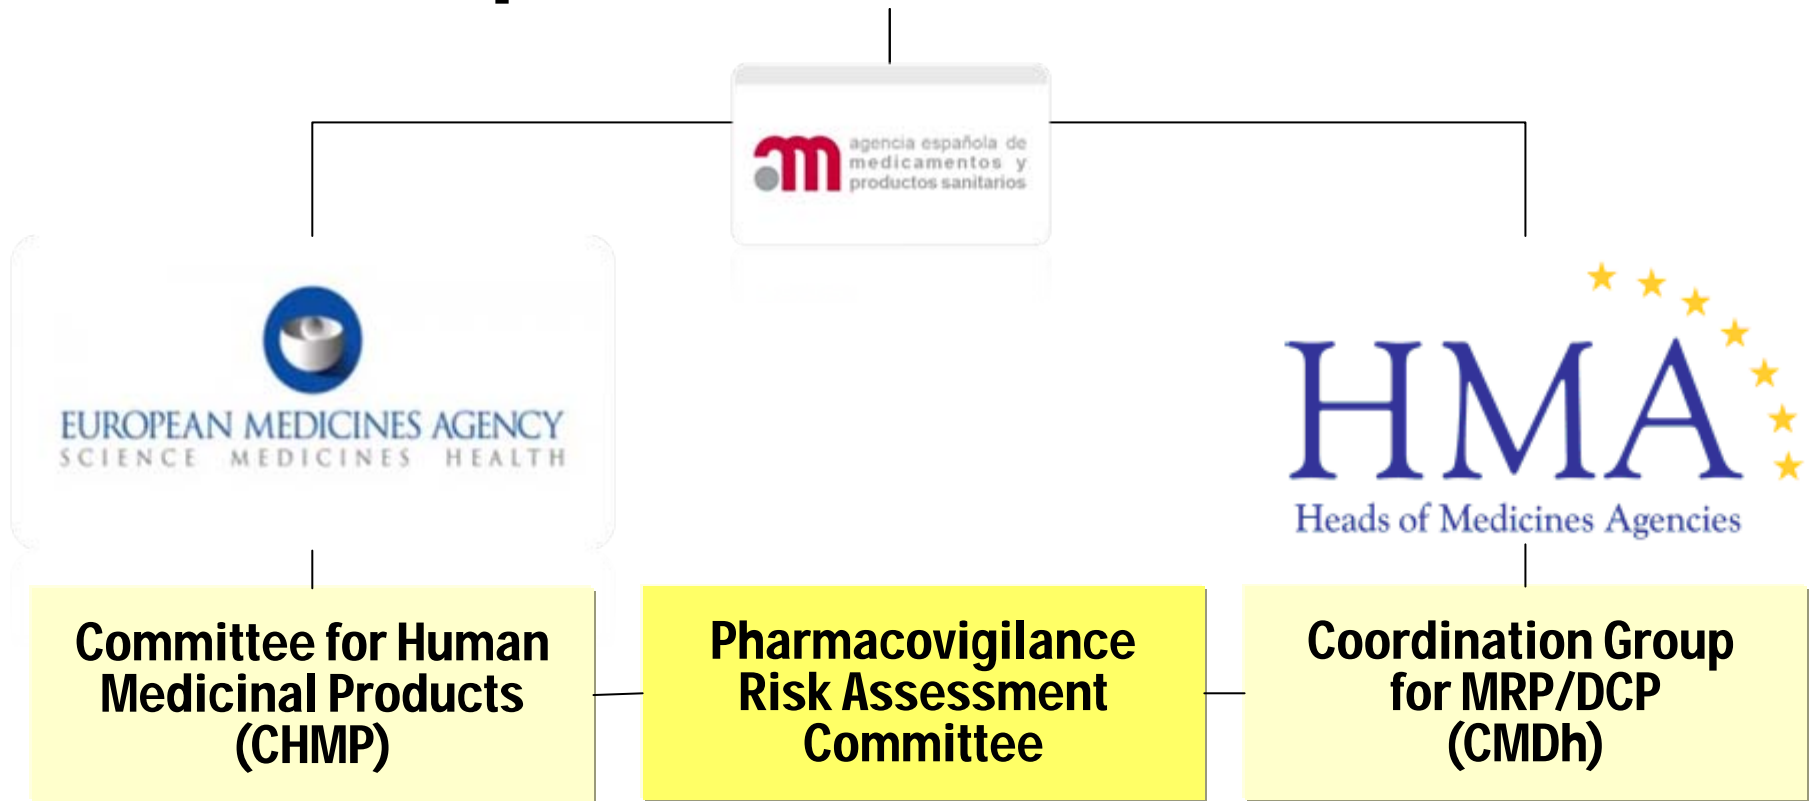 agencia española de
medicamentos y
productos sanitarios
EUROPEAN MEDICINES AGENCY
SCIENCE MEDICINES HEALTH
HMA
Heads of Medicines Agencies
Committee for Human
Medicinal Products
(CHMP)
Pharmacovigilance
Risk Assessment
Committee
Coordination Group
for MRP/DCP
(CMDh)